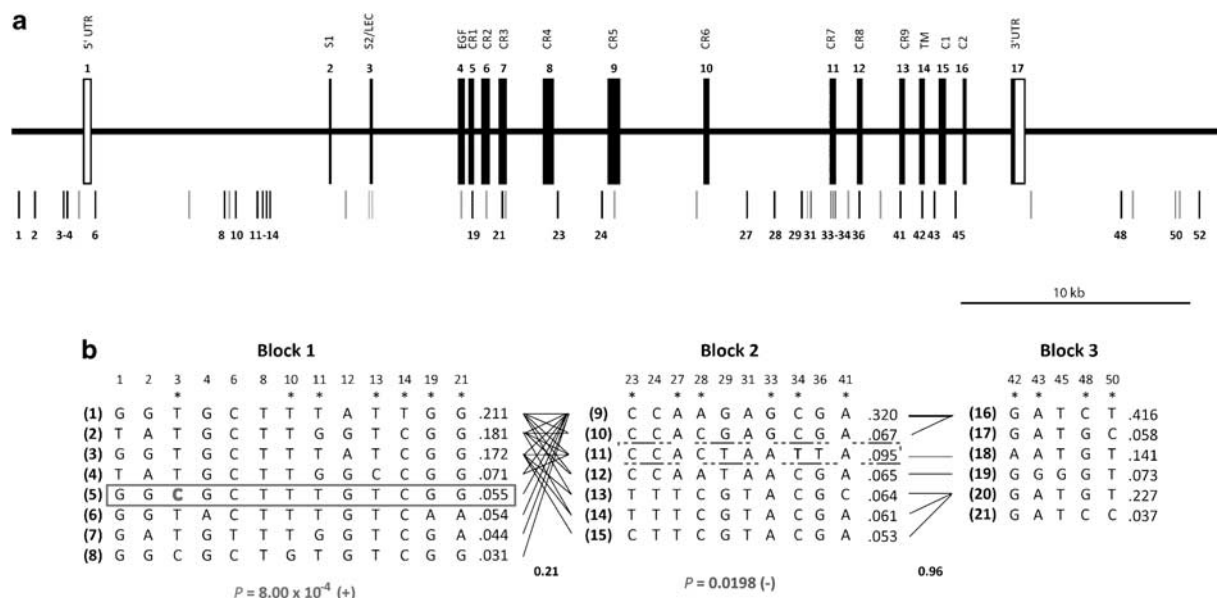 a
5' UTR S1 S2/LEC EGF CR1 CR2 CR3 CR4 CR5 CR6 CR7 CR8 CR9 TM C1 C2 3'UTR
1 2 3 4 5 6 7 8 9 10 11 12 13 14 15 16 17
1 2 3-4 6 8 10 11-14 19 21 23 24 27 28 29 31 33-34 36 41 42 43 45 48 50 52
10 kb
b Block 1 Block 2 Block 3
1 2 3 4 6 8 10 11 12 13 14 19 21 23 24 27 28 29 31 33 34 36 41 42 43 45 48 50
* * * * * * * * * * * * * * * * *
(1) G G T G C T T T A T T G G .211 (9) C C A A G A G C G A .320 (16) G A T C T .416
(2) T A T G C T T G G T C G G .181 (10) C C A C G A G C G A .067 (17) G A T G C .058
(3) G G T G C T T T A T C G G .172 (11) C C A C T A A T T A .095 (18) A A T G T .141
(4) T A T G C T T G G C C G G .071 (12) C C A A T A A C G A .065 (19) G G G G T .073
(5) G G C G C T T T G T C G G .055 (13) T T T C G T A C G C .064 (20) G A T G T .227
(6) G G T A C T T T G T C A A .054 (14) T T T C G T A C G A .061 (21) G A T C C .037
(7) G A T G T T T G G T C G A .044 (15) C T T C G T A C G A .053
(8) G G C G C T G T G T C G G .031
0.21 0.96
P = 8.00 x 10-4 (+) P = 0.0198 (-)